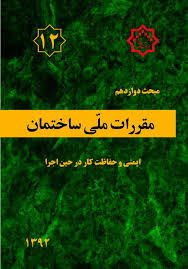 ۱۲
مبحث دوازدهم
مقررات ملّی ساختمان
ایمنی و حفاظت کار در حین اجرا
۱۳۹۲